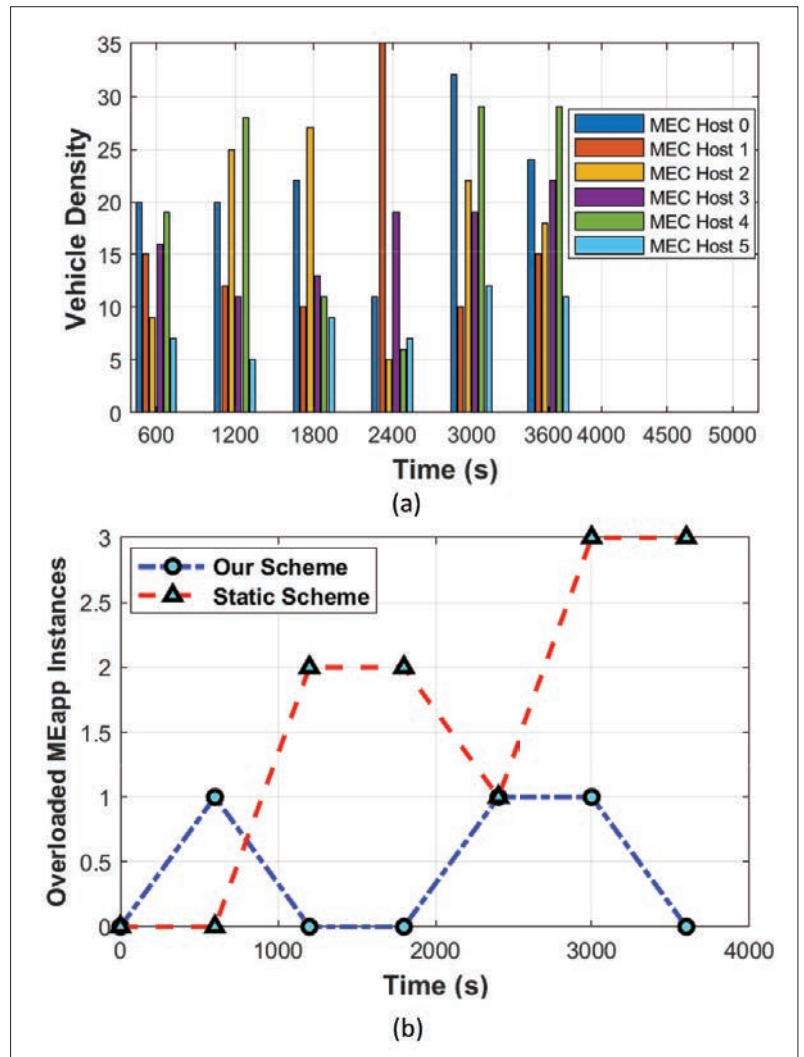 35
30
25
20
15
10
5
0
Vehicle Density
MEC Host 0
MEC Host 1
MEC Host 2
MEC Host 3
MEC Host 4
MEC Host 5
600 1200 1800 2400 3000 3600 4000 4500 5000
Time (s)
(a)
3
2.5
2
1.5
1
0.5
0
Overloaded MEapp Instances
Our Scheme
Static Scheme
0 1000 2000 3000 4000
Time (s)
(b)